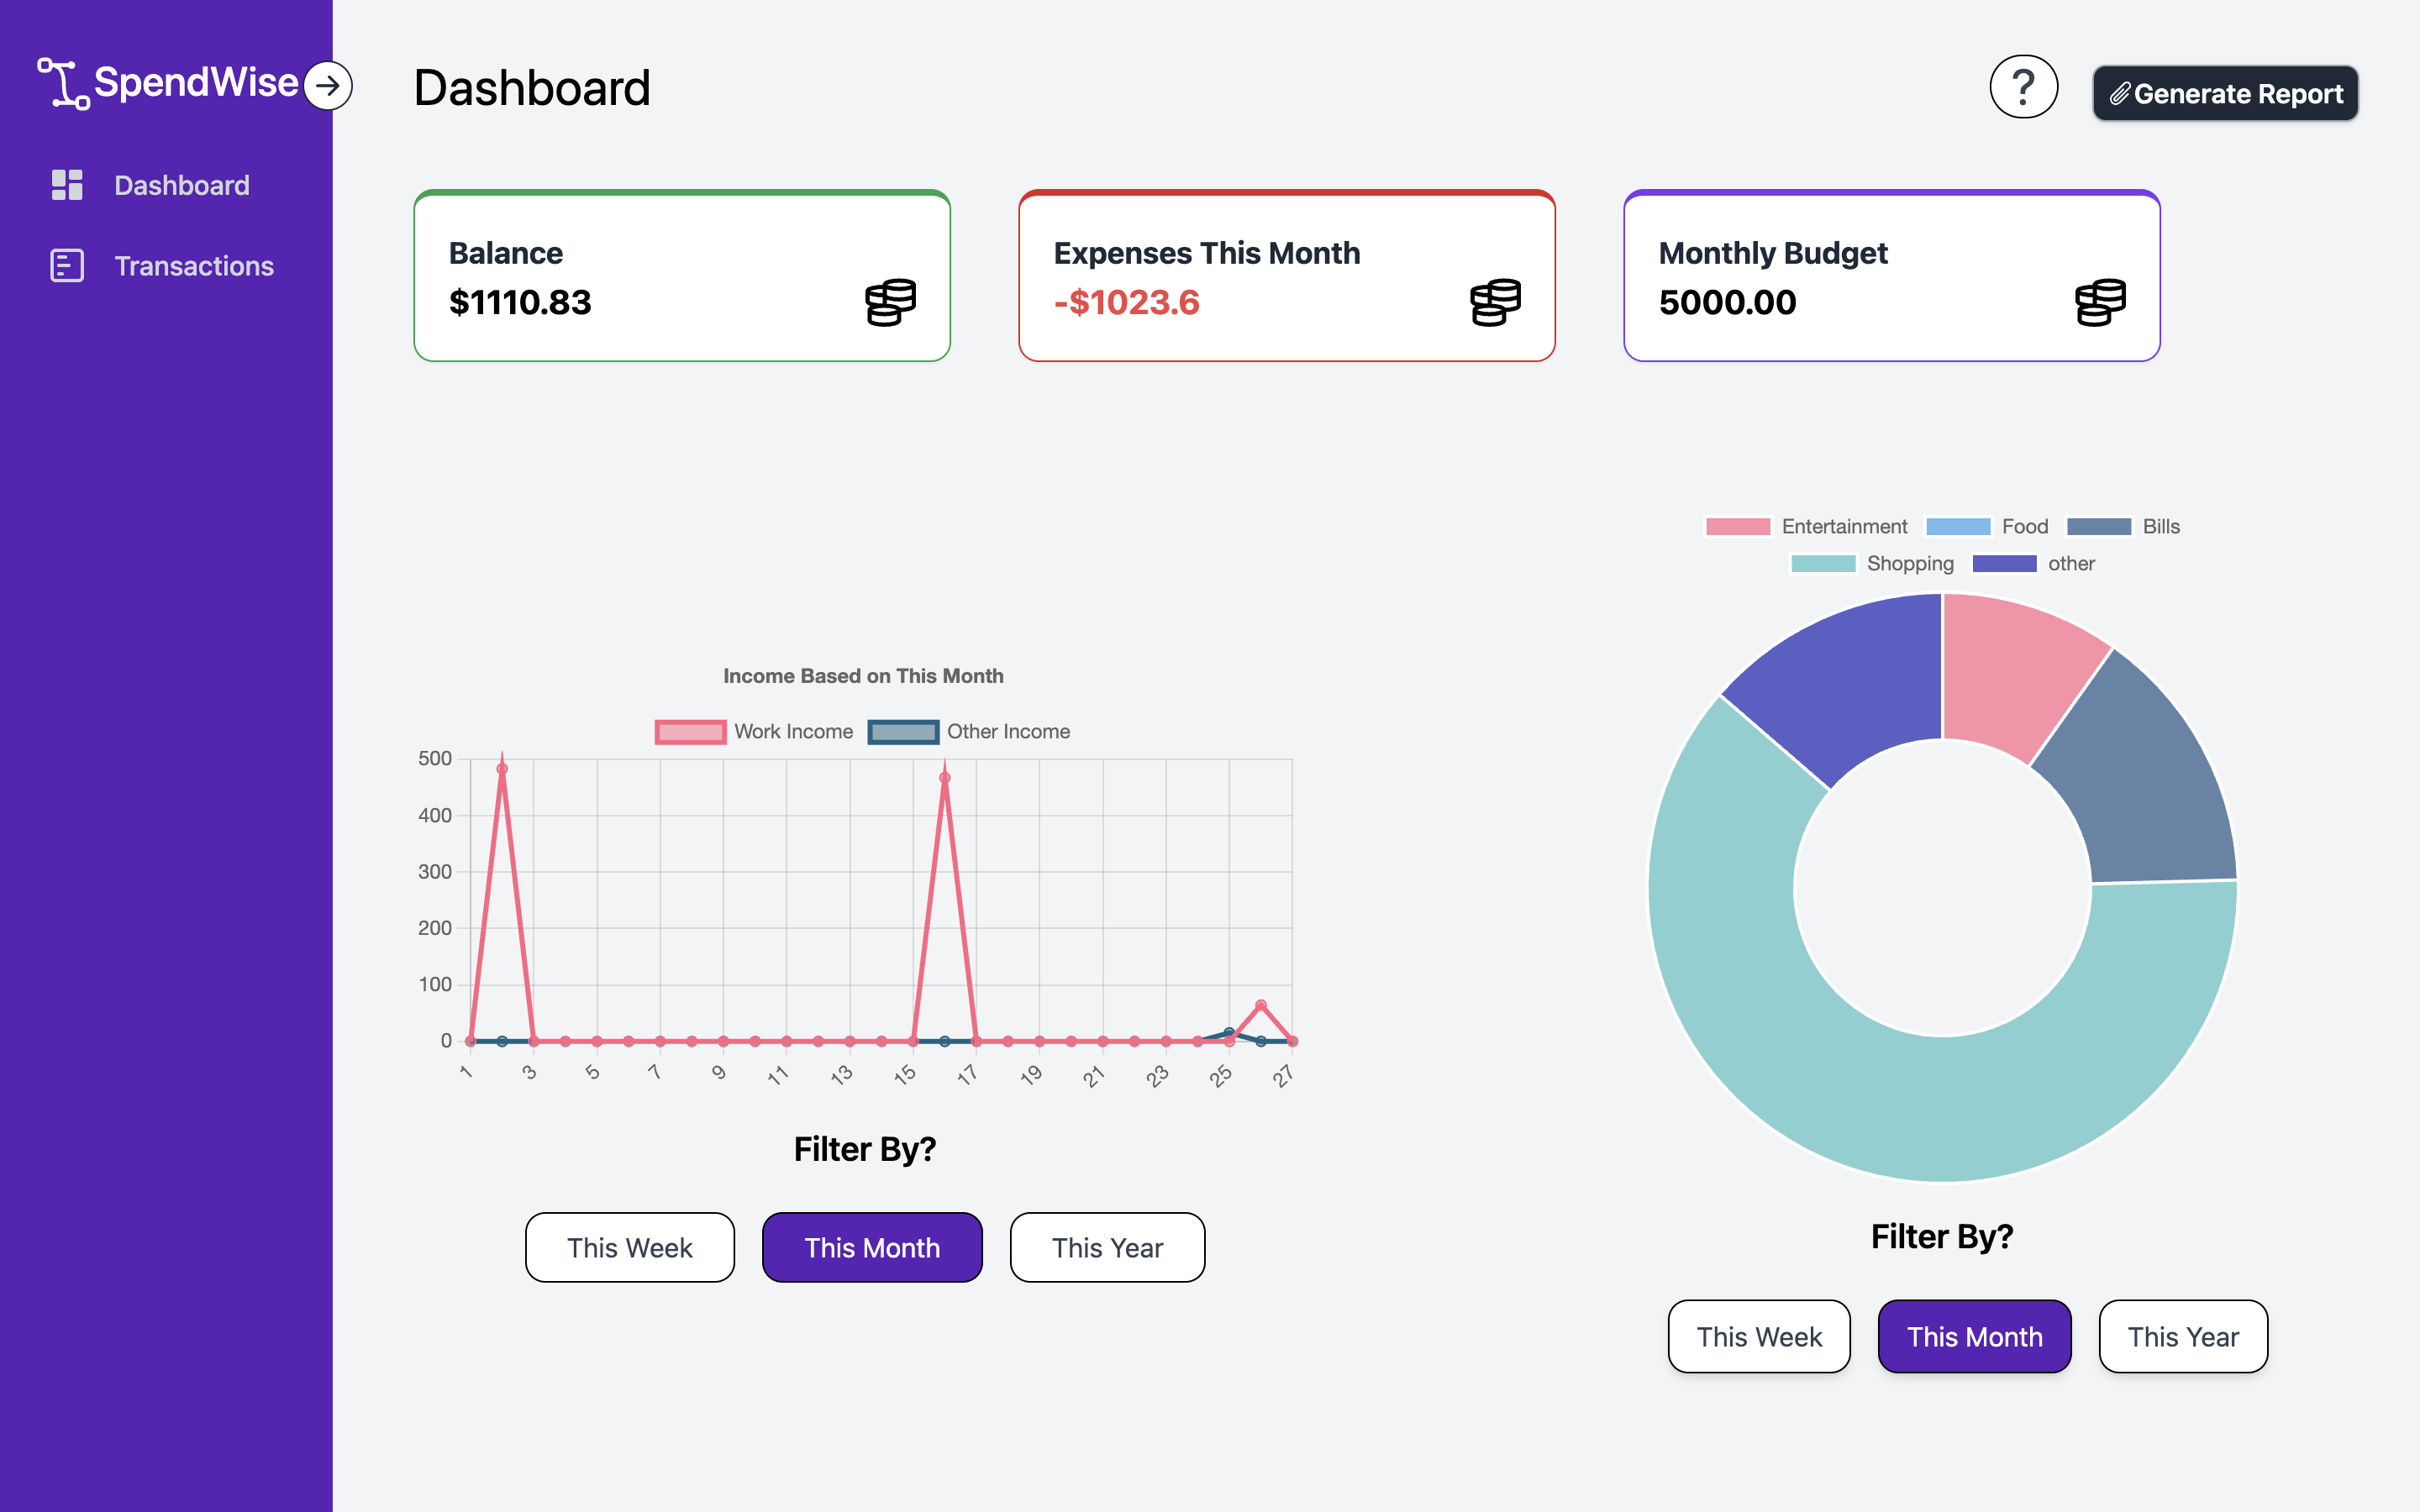 SpendWise
Dashboard
Transactions
Dashboard
?
Generate Report
Balance
$1110.83
Expenses This Month
-$1023.6
Monthly Budget
5000.00
Income Based on This Month
Work Income Other Income
500
400
300
200
100
0
1 3 5 7 9 11 13 15 17 19 21 23 25 27
Filter By?
This Week This Month This Year
Entertainment Food Bills
Shopping other
Filter By?
This Week This Month This Year